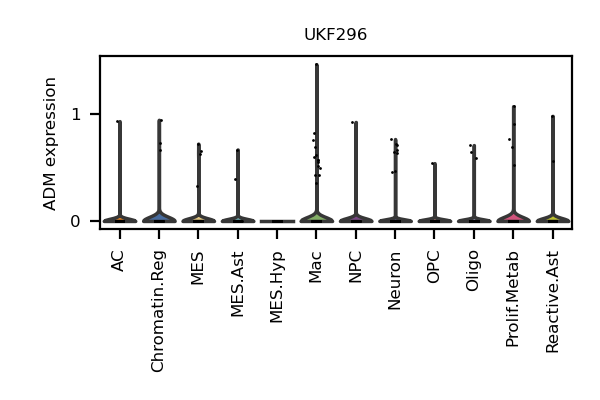 UKF296
ADM expression
1
0
AC
Chromatin.Reg
MES
MES.Ast
MES.Hyp
Mac
NPC
Neuron
OPC
Oligo
Prolif.Metab
Reactive.Ast